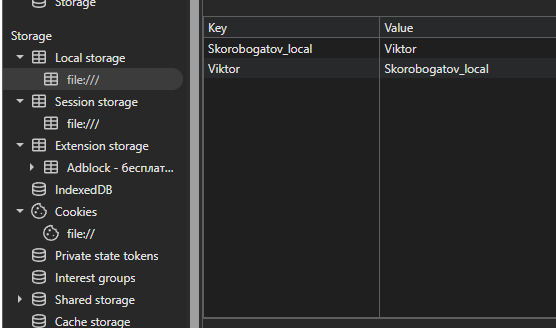 Storage
Storage
Local storage
file:///
Session storage
file:///
Extension storage
Adblock - бесплат...
IndexedDB
Cookies
file://
Private state tokens
Interest groups
Shared storage
Cache storage
Key Value
Skorobogatov_local Viktor
Viktor Skorobogatov_local